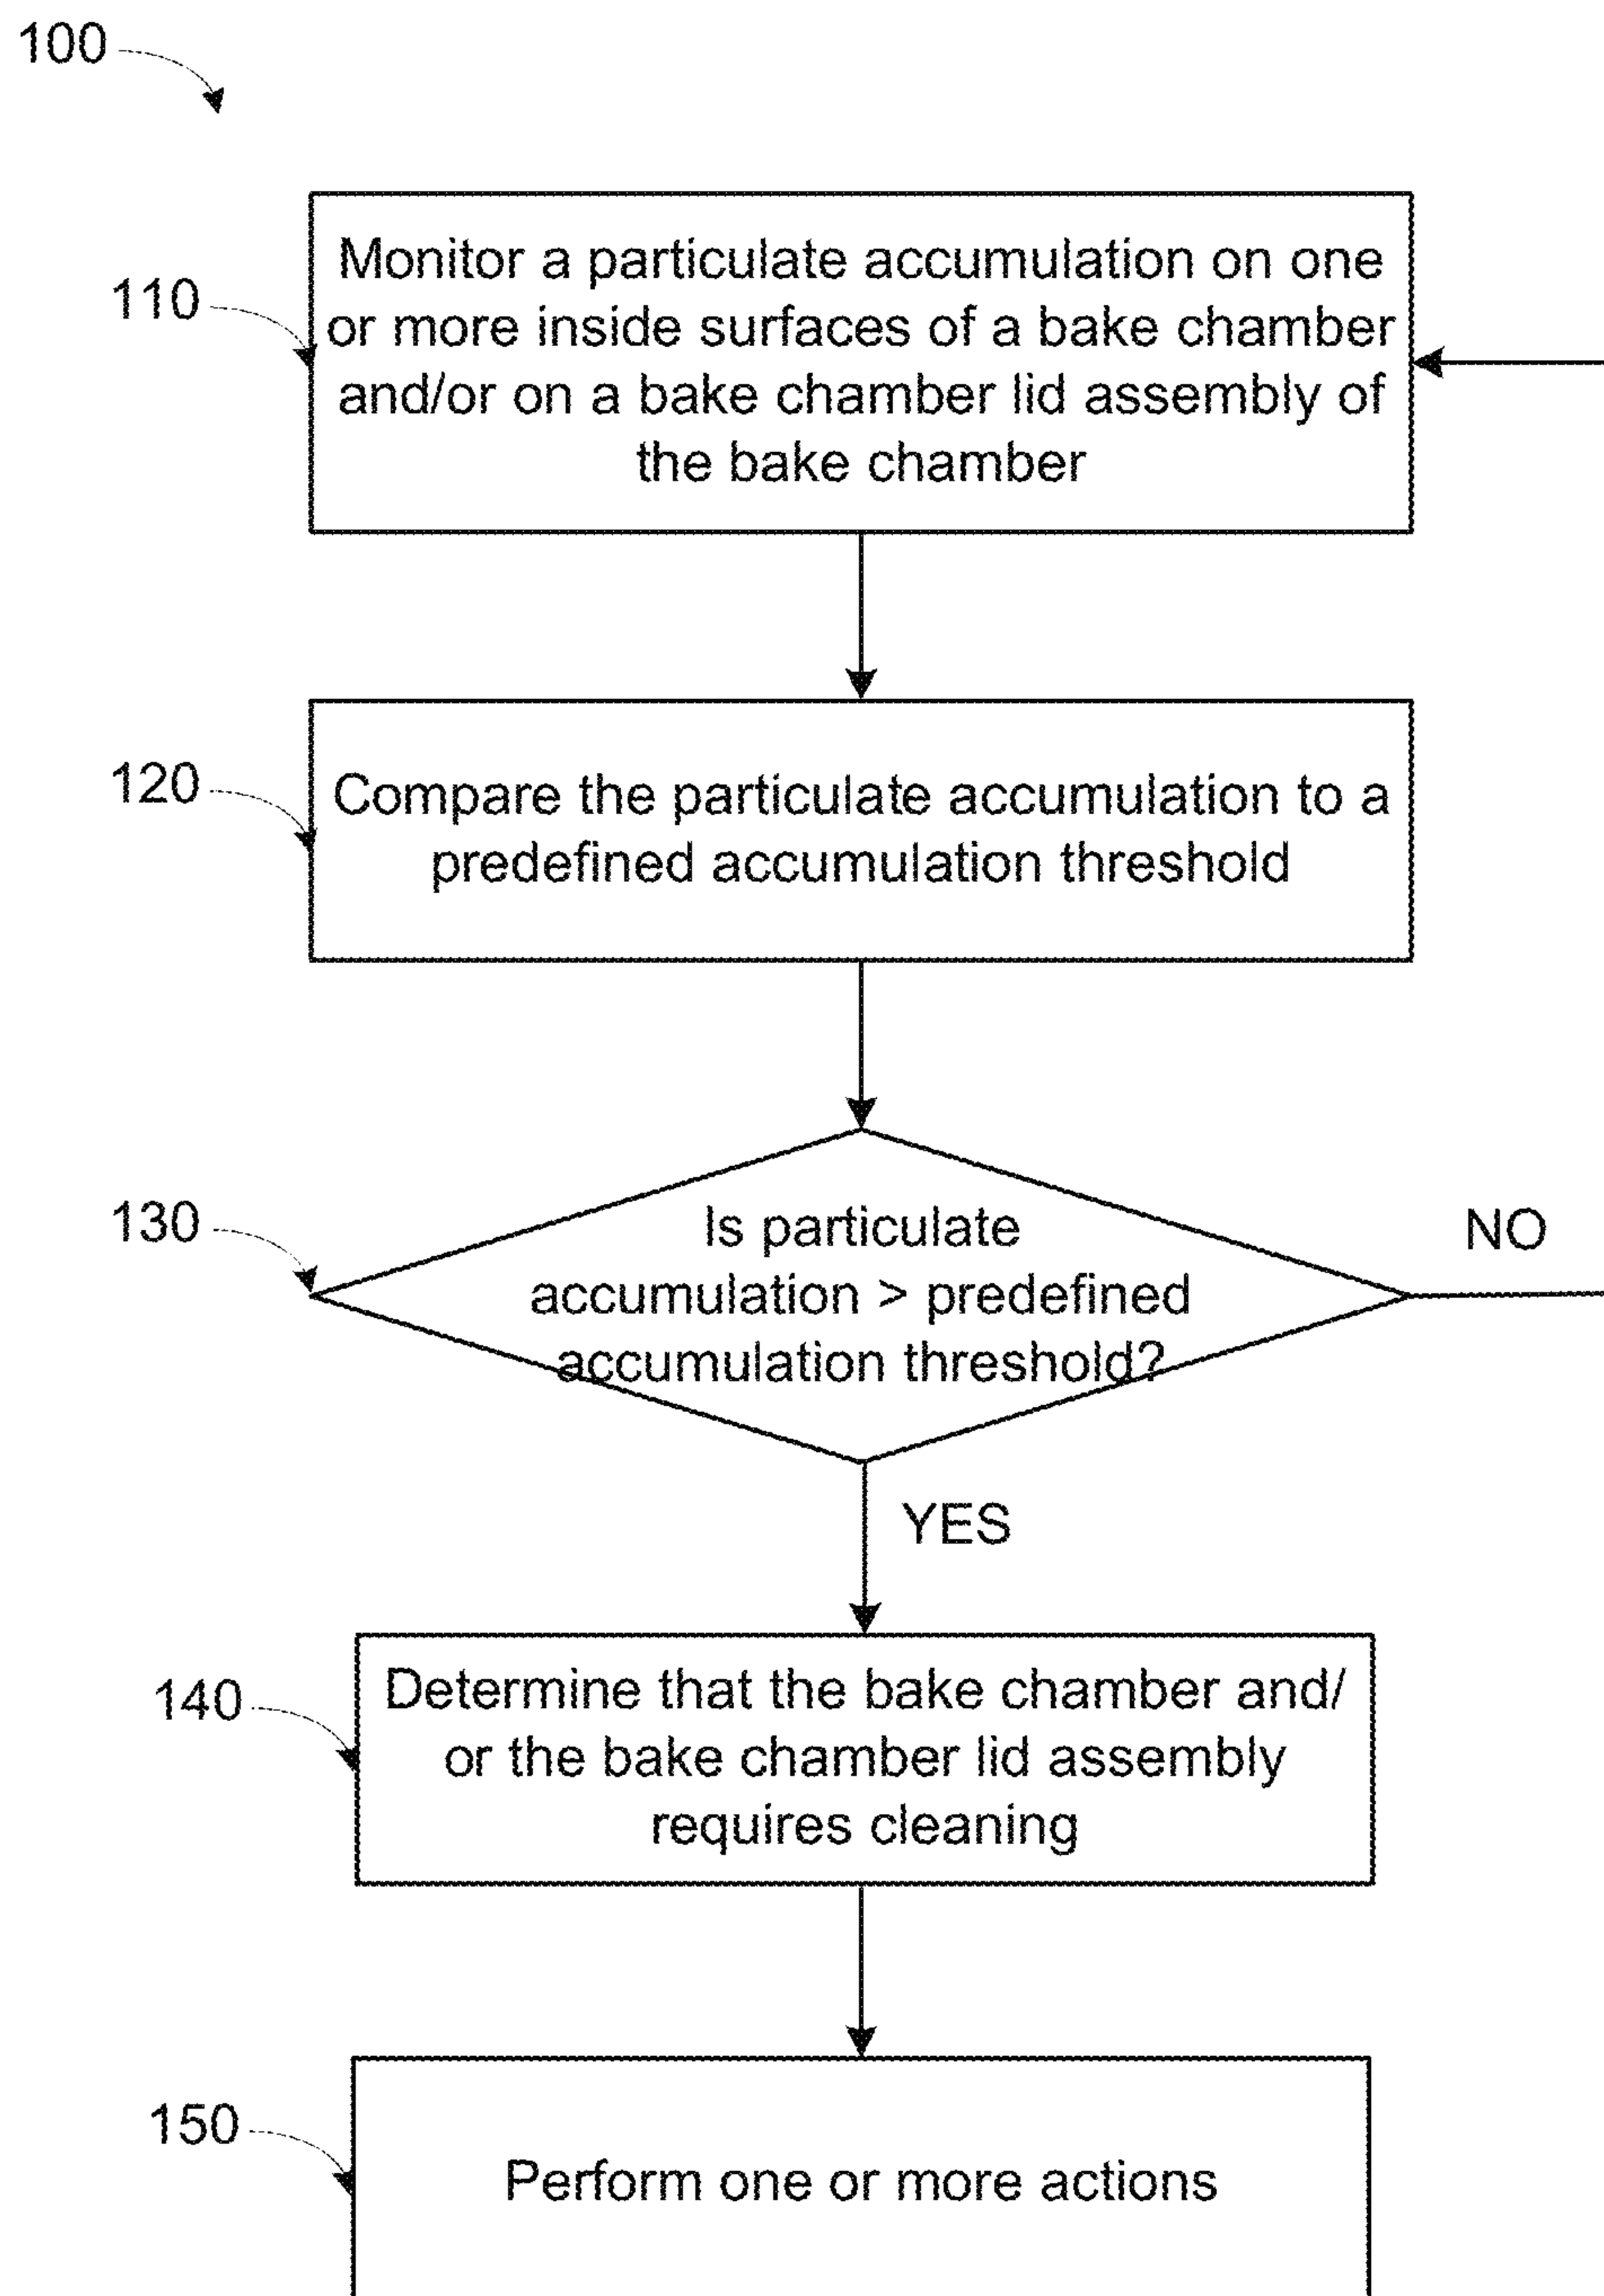 100
110
Monitor a particulate accumulation on one
or more inside surfaces of a bake chamber
and/or on a bake chamber lid assembly of
the bake chamber
120
Compare the particulate accumulation to a
predefined accumulation threshold
130
Is particulate
accumulation > predefined
accumulation threshold?
NO
YES
140
Determine that the bake chamber and/
or the bake chamber lid assembly
requires cleaning
150
Perform one or more actions